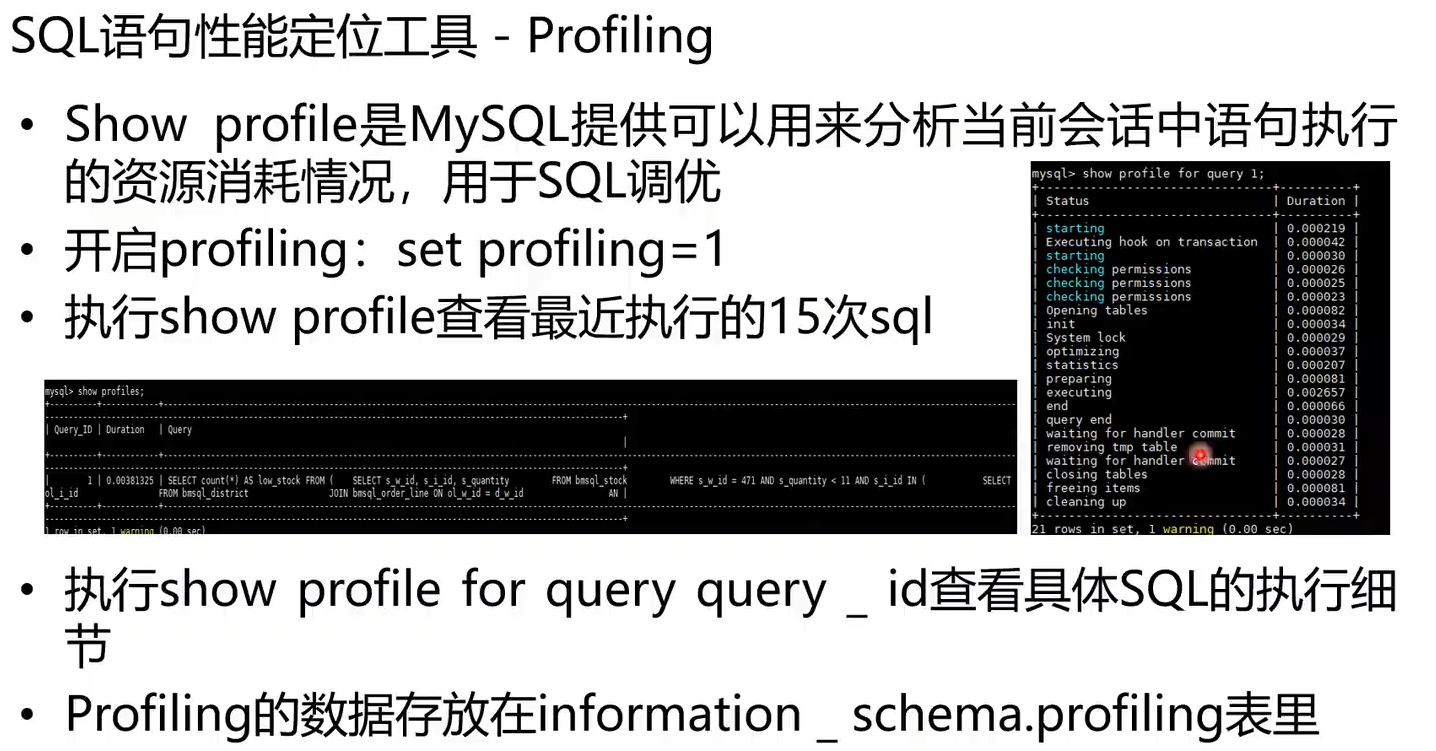 SQL语句性能定位工具 - Profiling
• Show profile是MySQL提供可以用来分析当前会话中语句执行
的资源消耗情况，用于SQL调优
• 开启profiling：set profiling=1
• 执行show profile查看最近执行的15次sql
mysql> show profiles;
| Query_ID | Duration | Query |
| 1 | 0.00381325 | SELECT count(*) AS low_stock FROM ( SELECT s_w_id, s_i_id, s_quantity FROM bmsql_stock WHERE s_w_id = 471 AND s_quantity < 11 AND s_i_id IN ( SELECT
ol_i_id FROM bmsql_district JOIN bmsql_order_line ON ol_w_id = d_w_id AN |
1 row in set, 1 warning (0.00 sec)
mysql> show profile for query 1;
| Status | Duration |
| starting | 0.000219 |
| Executing hook on transaction | 0.000042 |
| starting | 0.000030 |
| checking permissions | 0.000026 |
| checking permissions | 0.000025 |
| checking permissions | 0.000023 |
| Opening tables | 0.000082 |
| init | 0.000034 |
| System lock | 0.000029 |
| optimizing | 0.000037 |
| statistics | 0.000207 |
| preparing | 0.000081 |
| executing | 0.002657 |
| end | 0.000066 |
| query end | 0.000030 |
| waiting for handler commit | 0.000028 |
| removing tmp table | 0.000031 |
| waiting for handler commit | 0.000027 |
| closing tables | 0.000028 |
| freeing items | 0.000081 |
| cleaning up | 0.000034 |
21 rows in set, 1 warning (0.00 sec)
• 执行show profile for query query _ id查看具体SQL的执行细
节
• Profiling的数据存放在information _ schema.profiling表里